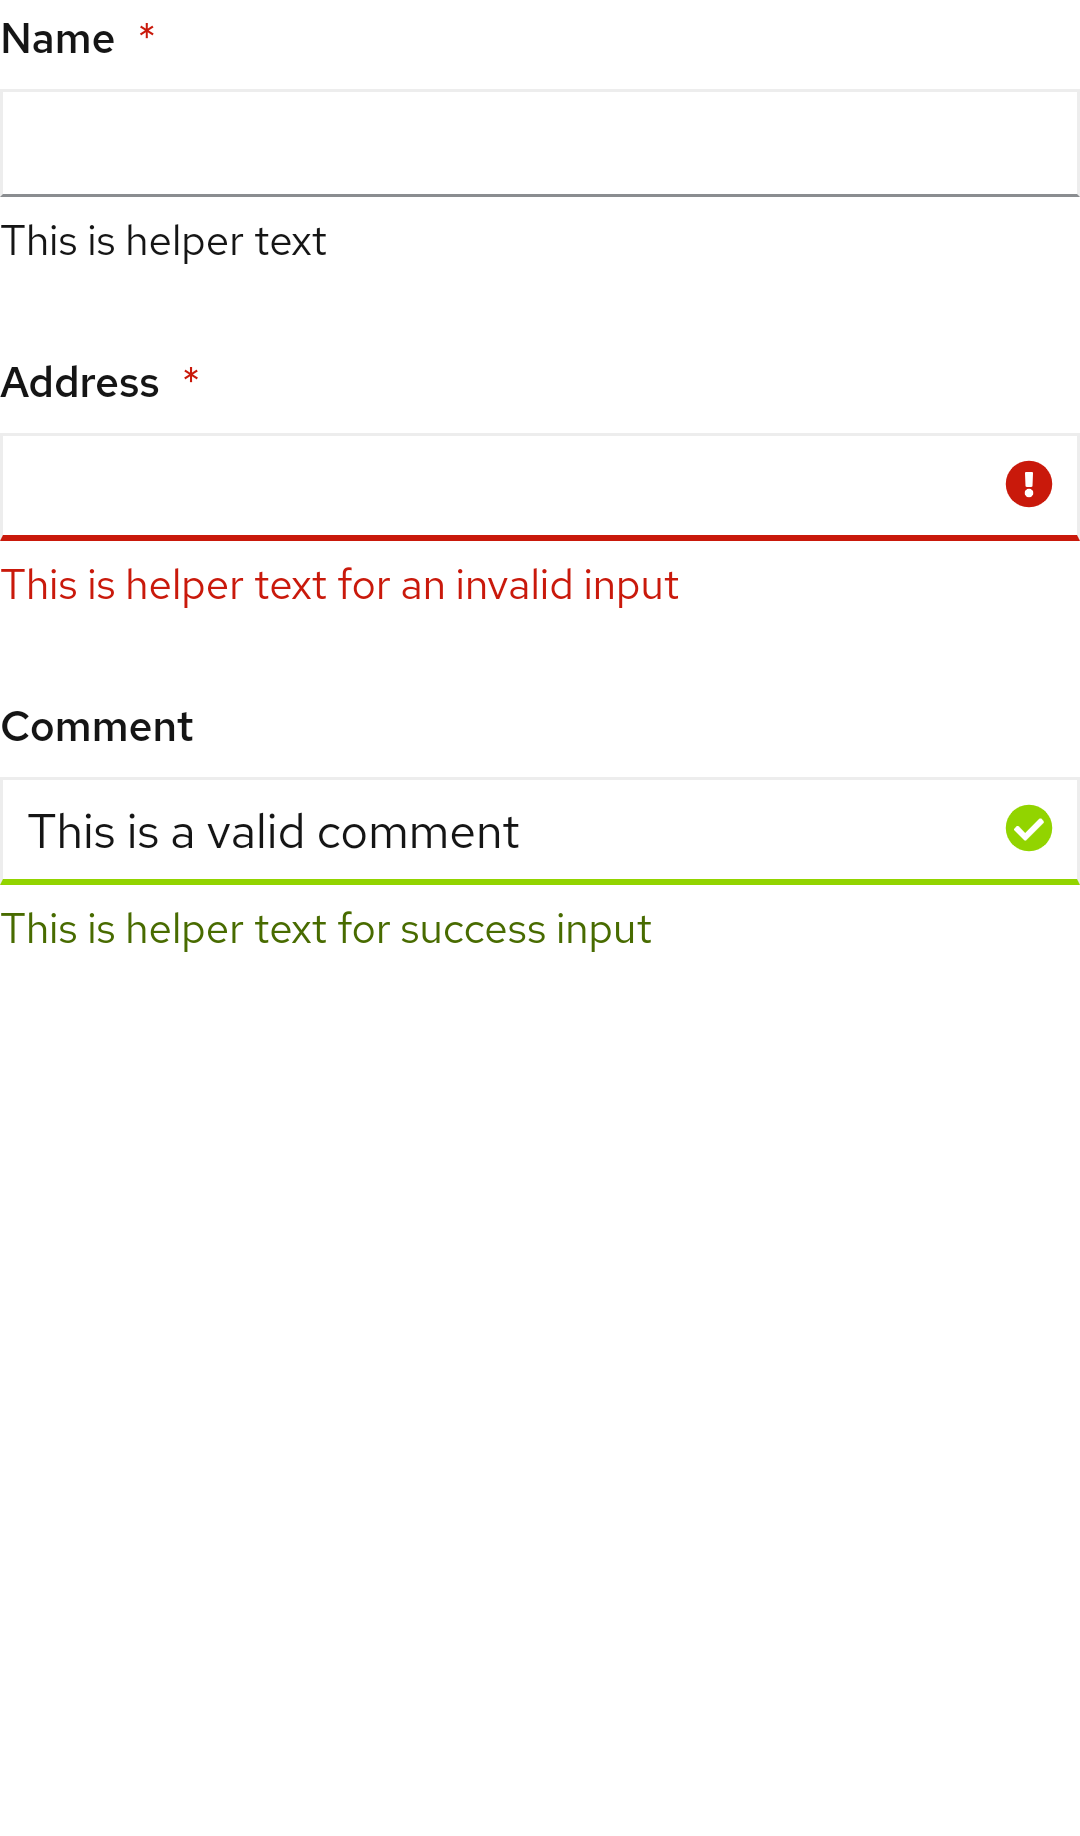 Name *
This is helper text
Address *
This is helper text for an invalid input
Comment
This is a valid comment
This is helper text for success input